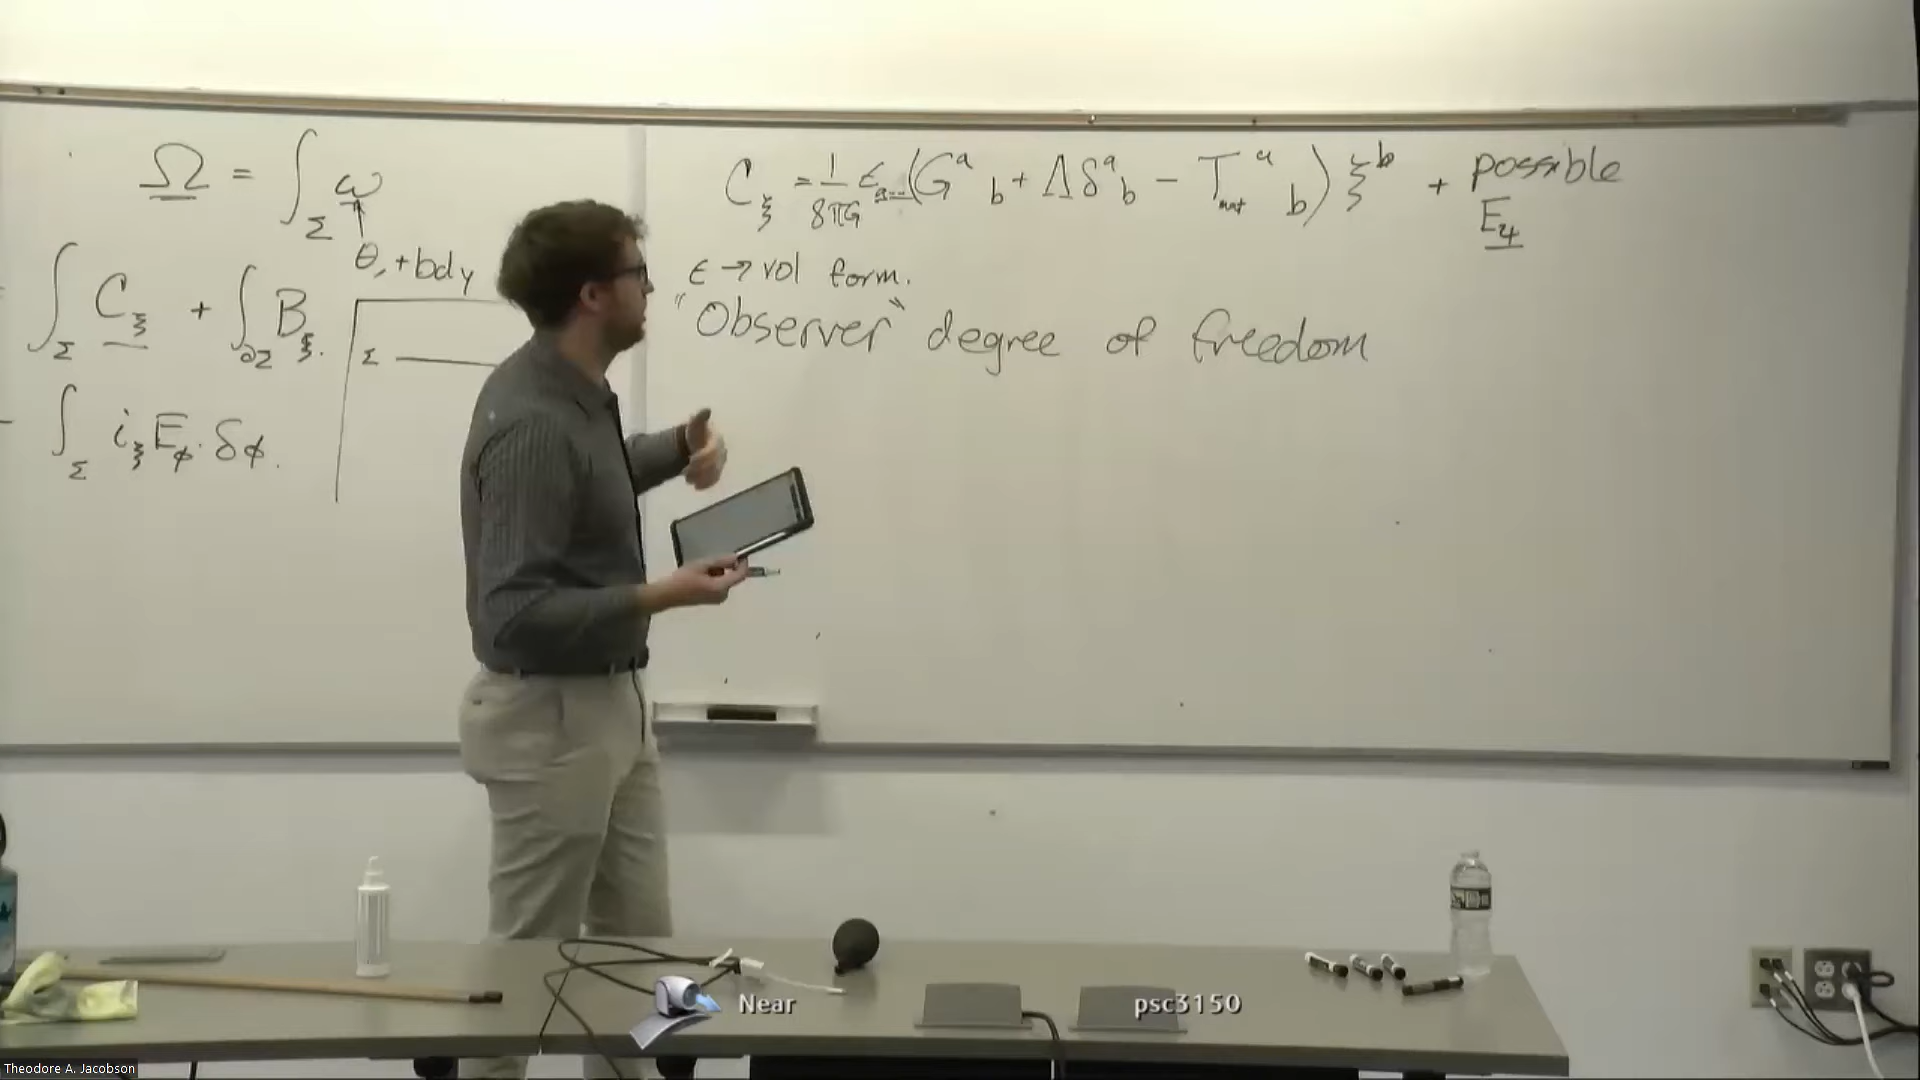 Ω = ∫_Σ ω
θ, + bdy
∫_Σ C_ξ + ∫_∂Σ B_ξ.
Σ
- ∫_Σ i_ξ E_φ · δφ.
C_ξ = 1/8πG ε_a... (G^a_b + Λδ^a_b - T_mat^a_b) ξ^b + possible E_ψ
ε → vol form.
"Observer" degree of freedom
Near
psc3150
Theodore A. Jacobson